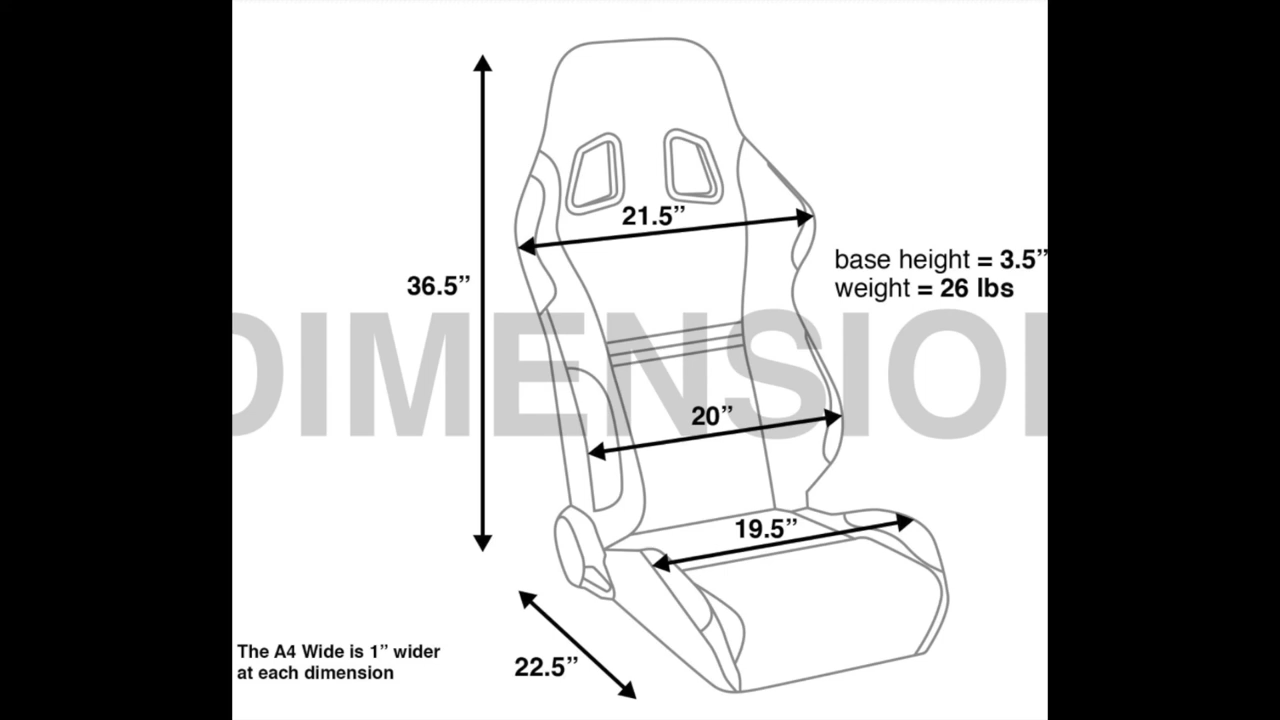 21.5”
36.5”
base height = 3.5”
weight = 26 lbs
DIMENSION
20”
19.5”
22.5”
The A4 Wide is 1” wider
at each dimension